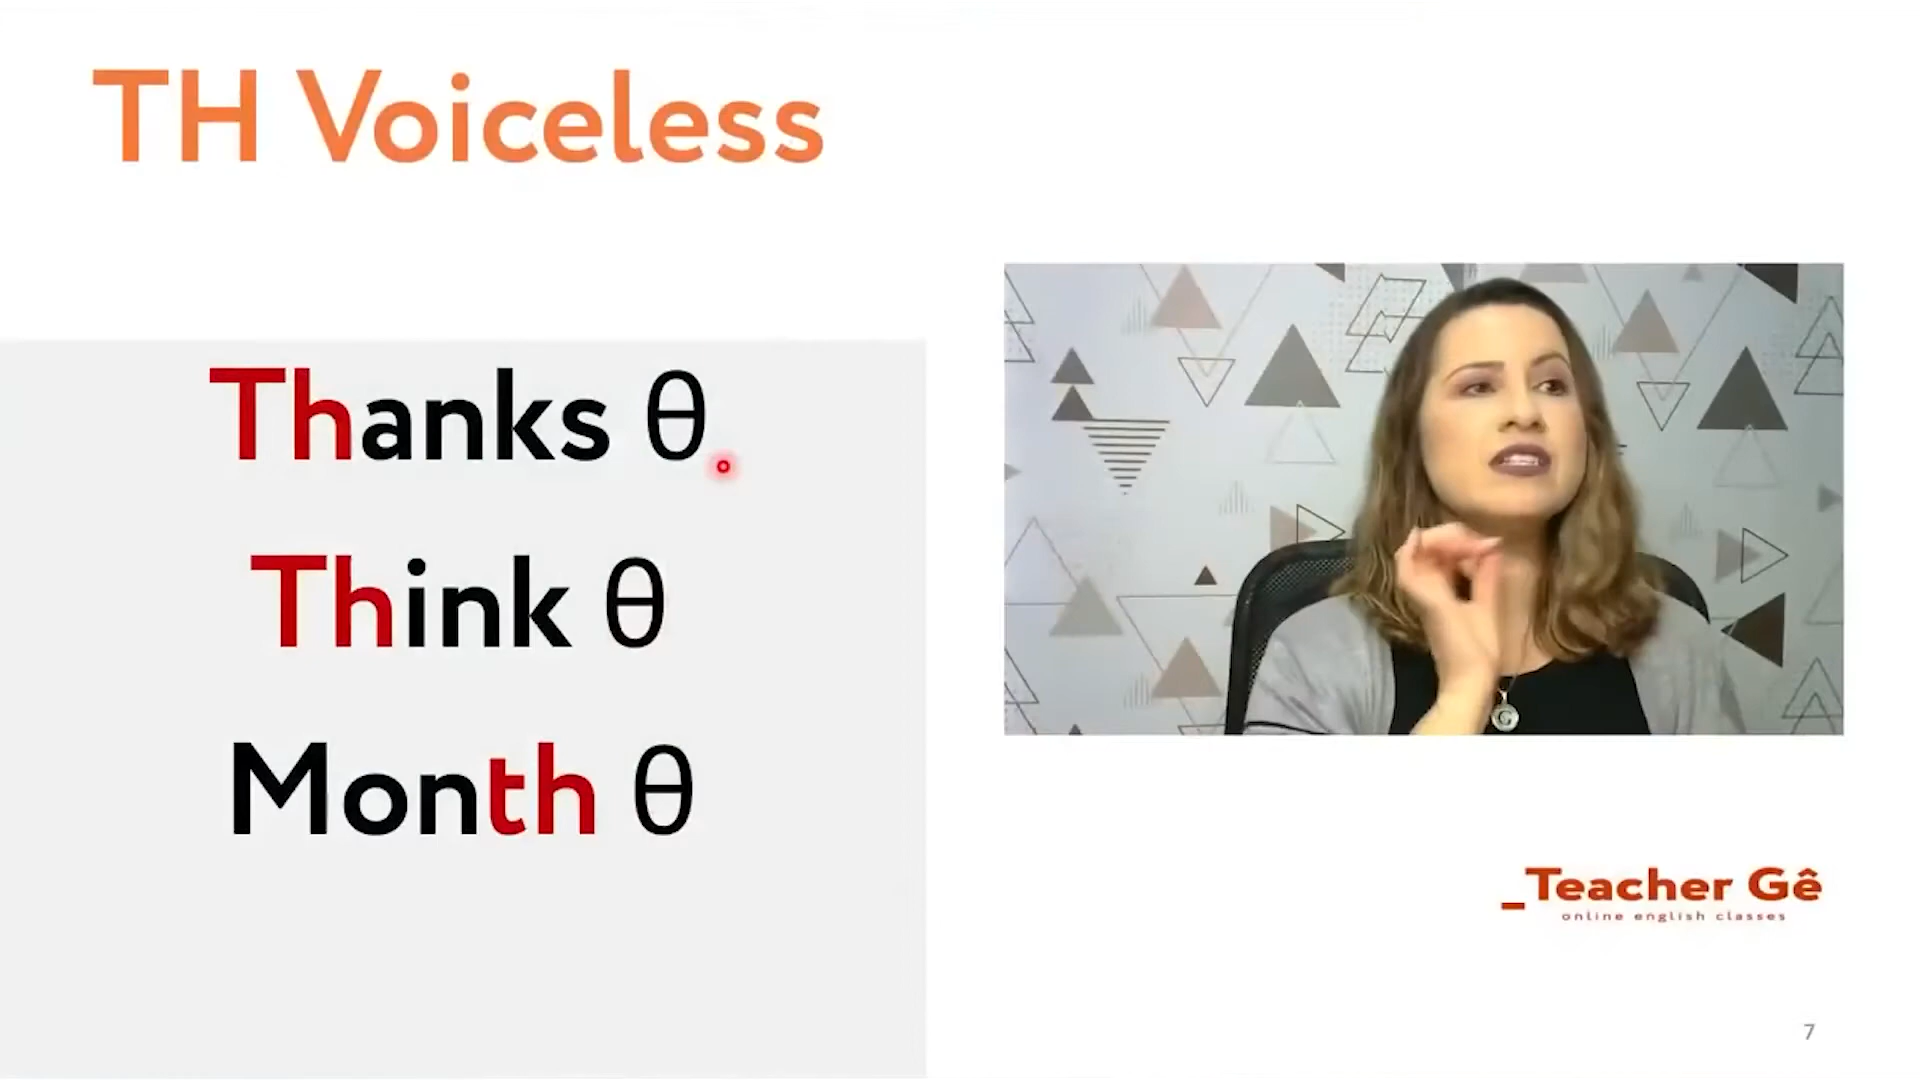 TH Voiceless
Thanks θ
Think θ
Month θ
_Teacher Gê
online english classes
7